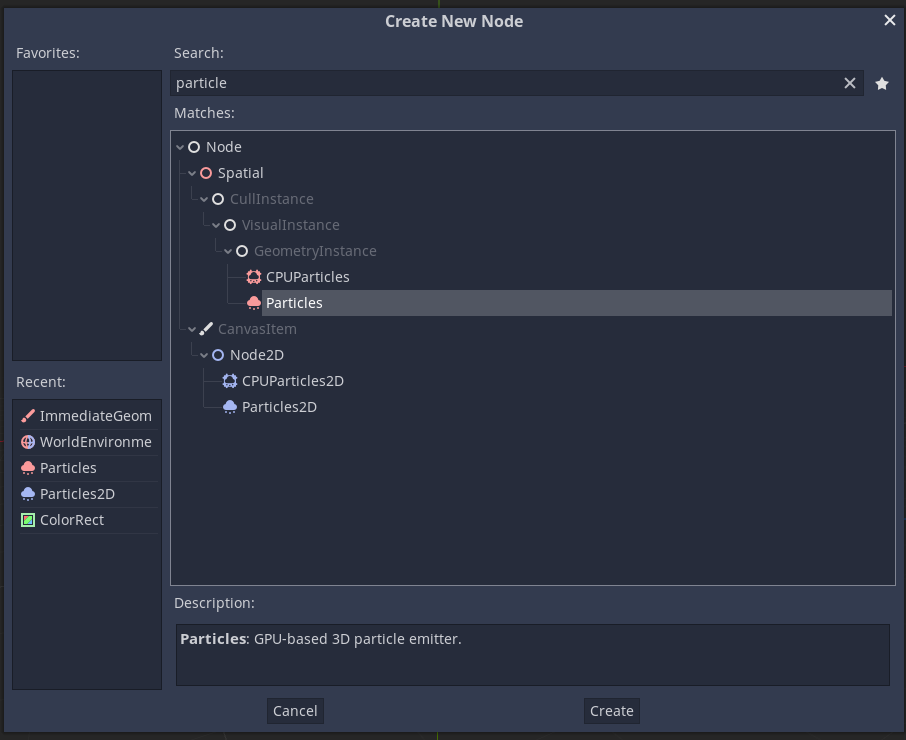 Create New Node
Favorites:
Search:
particle
Matches:
Node
Spatial
CullInstance
VisualInstance
GeometryInstance
CPUParticles
Particles
CanvasItem
Node2D
CPUParticles2D
Particles2D
Recent:
ImmediateGeom
WorldEnvironme
Particles
Particles2D
ColorRect
Description:
Particles: GPU-based 3D particle emitter.
Cancel
Create